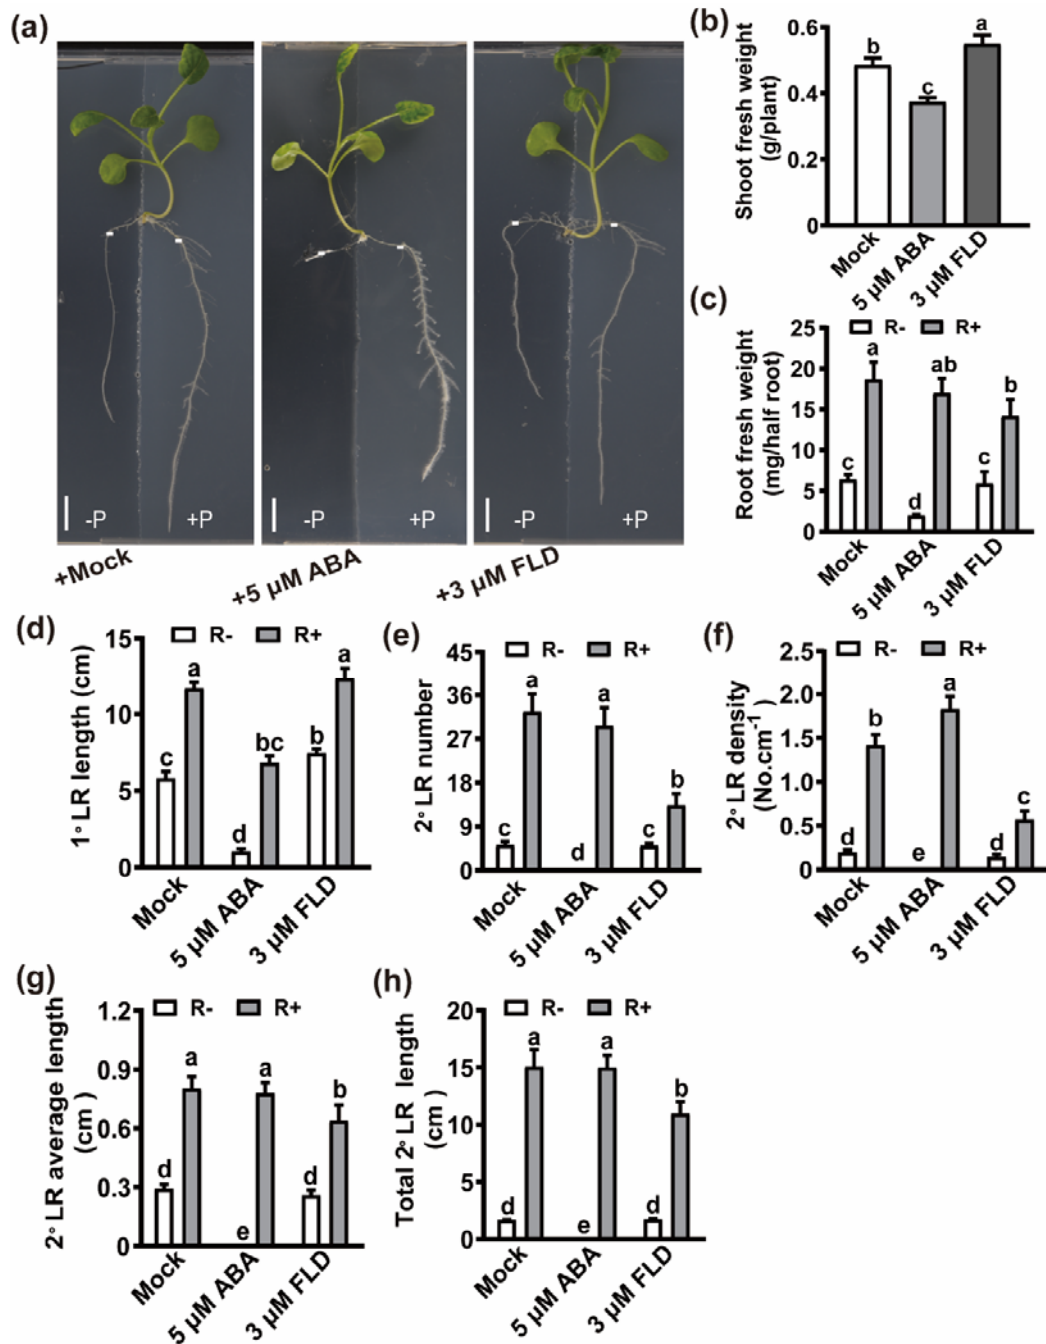 (a)
-P
+P
-P
+P
-P
+P
+Mock
+5 µM ABA
+3 µM FLD
(b)
Shoot fresh weight
(g/plant)
0.6
0.4
0.2
0
b
c
a
Mock
5 µM ABA
3 µM FLD
(c)
Root fresh weight
(mg/half root)
R-
R+
25
20
15
10
5
0
c
a
d
ab
c
b
Mock
5 µM ABA
3 µM FLD
(d)
1° LR length (cm)
R-
R+
15
10
5
0
c
a
d
bc
b
a
Mock
5 µM ABA
3 µM FLD
(e)
2° LR number
R-
R+
45
36
27
18
9
0
c
a
d
a
c
b
Mock
5 µM ABA
3 µM FLD
(f)
2° LR density
(No.cm-1)
R-
R+
2.5
2.0
1.5
1.0
0.5
0
d
b
e
a
d
c
Mock
5 µM ABA
3 µM FLD
(g)
2° LR average length
(cm )
R-
R+
1.2
0.9
0.6
0.3
0
d
a
e
a
d
b
Mock
5 µM ABA
3 µM FLD
(h)
Total 2° LR length
(cm )
R-
R+
20
15
10
5
0
d
a
e
a
d
b
Mock
5 µM ABA
3 µM FLD